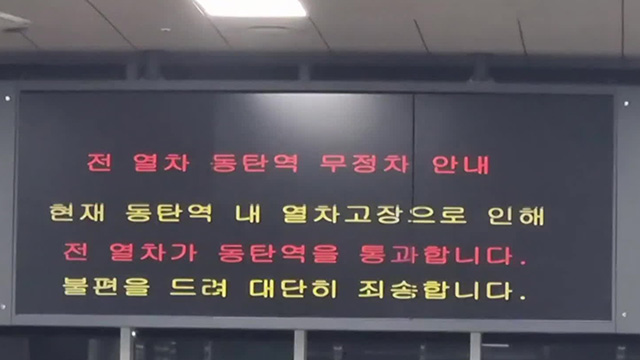 전 열차 동탄역 무정차 안내
현재 동탄역 내 열차고장으로 인해
전 열차가 동탄역을 통과합니다.
불편을 드려 대단히 죄송합니다.